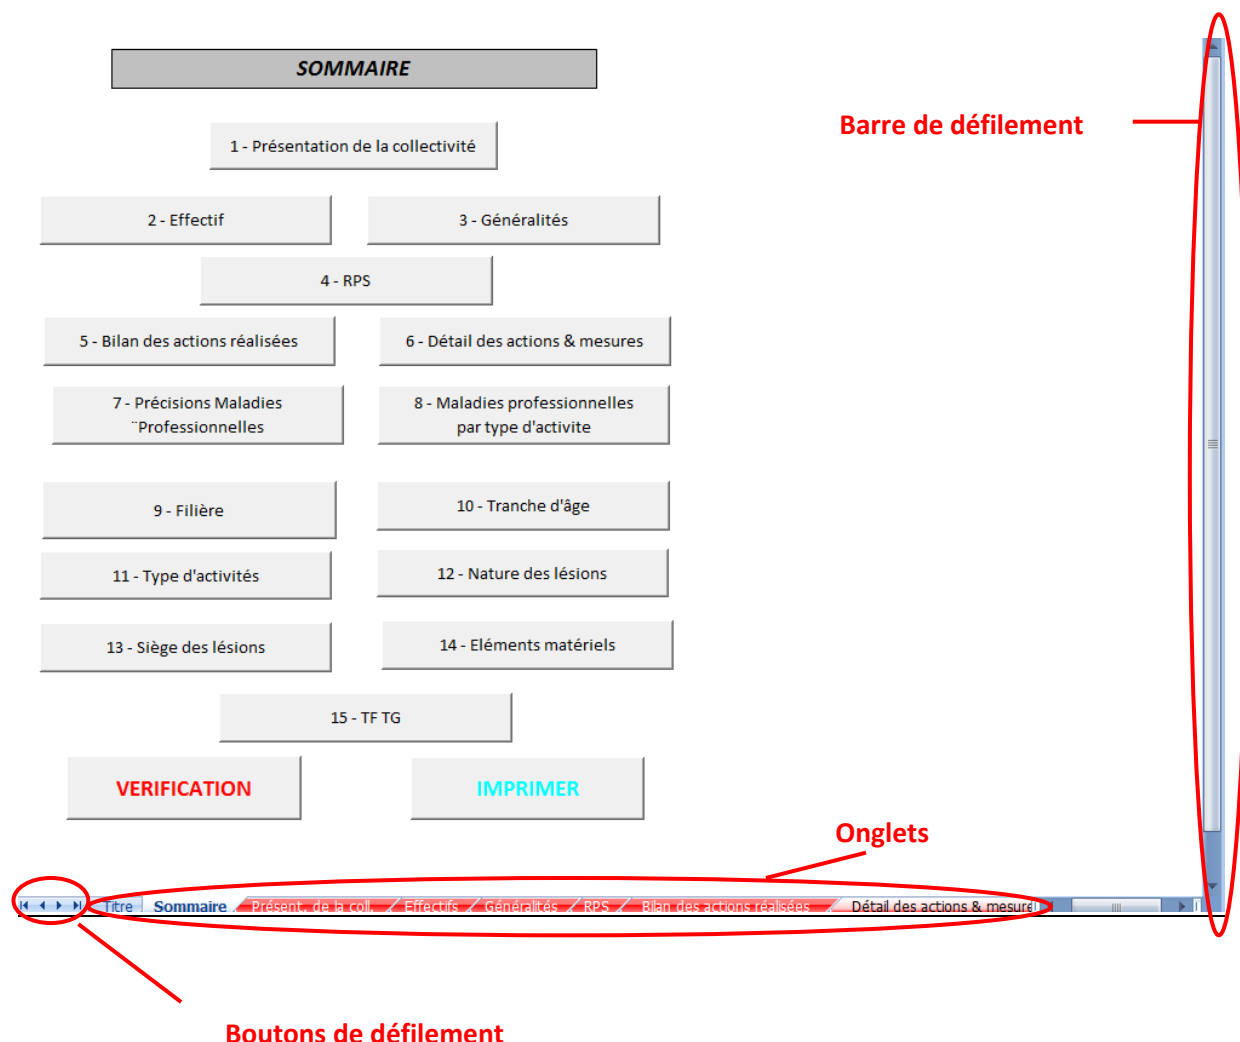 SOMMAIRE
Barre de défilement
1 - Présentation de la collectivité
2 - Effectif
3 - Généralités
4 - RPS
5 - Bilan des actions réalisées
6 - Détail des actions & mesures
7 - Précisions Maladies
¨Professionnelles
8 - Maladies professionnelles
par type d'activite
9 - Filière
10 - Tranche d'âge
11 - Type d'activités
12 - Nature des lésions
13 - Siège des lésions
14 - Eléments matériels
15 - TF TG
VERIFICATION
IMPRIMER
Onglets
Titre Sommaire Présent. de la coll. Effectifs Généralités RPS Bilan des actions réalisées Détail des actions & mesure
Boutons de défilement